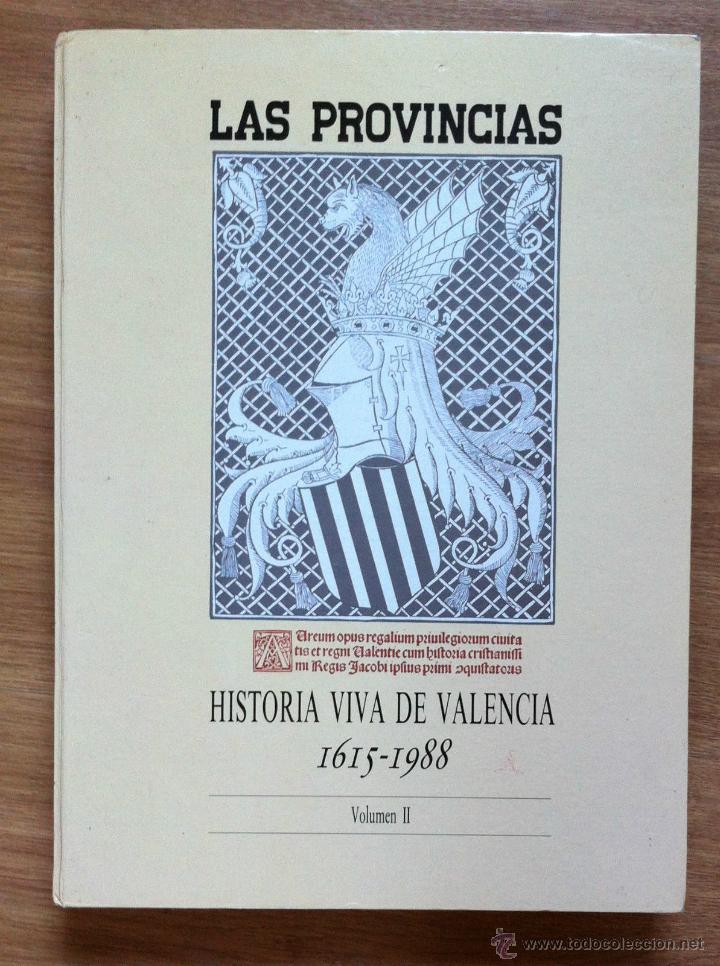 LAS PROVINCIAS
AUreum opus regalium priuilegiorum ciuita
tis et regni Ualentie cum historia cristianissi
mi Regis Jacobi ipsius primi ↄquistatoris
HISTORIA VIVA DE VALENCIA
1615-1988
Volumen II
© www.todocoleccion.net